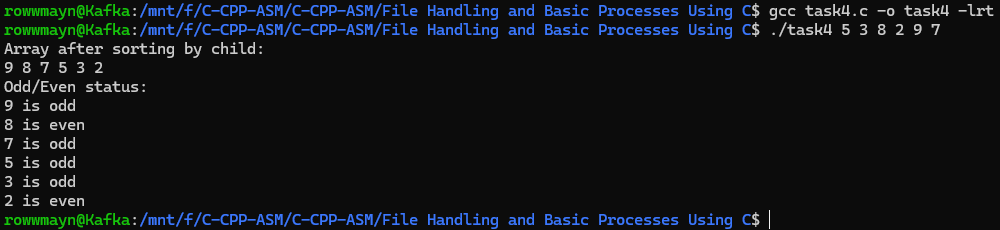 rowwmayn@Kafka:/mnt/f/C-CPP-ASM/C-CPP-ASM/File Handling and Basic Processes Using C$ gcc task4.c -o task4 -lrt
rowwmayn@Kafka:/mnt/f/C-CPP-ASM/C-CPP-ASM/File Handling and Basic Processes Using C$ ./task4 5 3 8 2 9 7
Array after sorting by child:
9 8 7 5 3 2
Odd/Even status:
9 is odd
8 is even
7 is odd
5 is odd
3 is odd
2 is even
rowwmayn@Kafka:/mnt/f/C-CPP-ASM/C-CPP-ASM/File Handling and Basic Processes Using C$